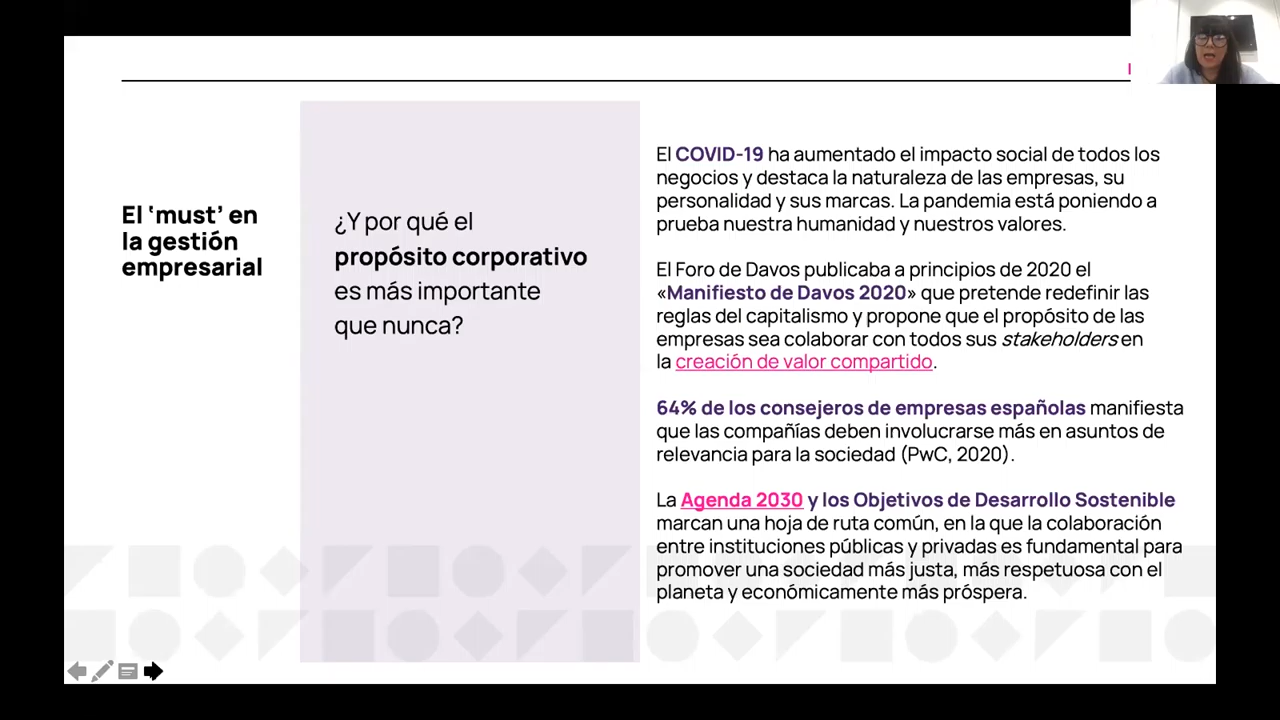 El ‘must’ en
la gestión
empresarial
¿Y por qué el
propósito corporativo
es más importante
que nunca?
El COVID-19 ha aumentado el impacto social de todos los
negocios y destaca la naturaleza de las empresas, su
personalidad y sus marcas. La pandemia está poniendo a
prueba nuestra humanidad y nuestros valores.
El Foro de Davos publicaba a principios de 2020 el
«Manifiesto de Davos 2020» que pretende redefinir las
reglas del capitalismo y propone que el propósito de las
empresas sea colaborar con todos sus stakeholders en
la creación de valor compartido.
64% de los consejeros de empresas españolas manifiesta
que las compañías deben involucrarse más en asuntos de
relevancia para la sociedad (PwC, 2020).
La Agenda 2030 y los Objetivos de Desarrollo Sostenible
marcan una hoja de ruta común, en la que la colaboración
entre instituciones públicas y privadas es fundamental para
promover una sociedad más justa, más respetuosa con el
planeta y económicamente más próspera.